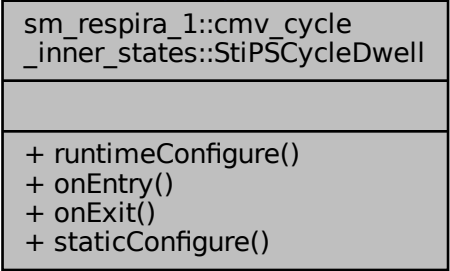 sm_respira_1::cmv_cycle
_inner_states::StiPSCycleDwell
+ runtimeConfigure()
+ onEntry()
+ onExit()
+ staticConfigure()